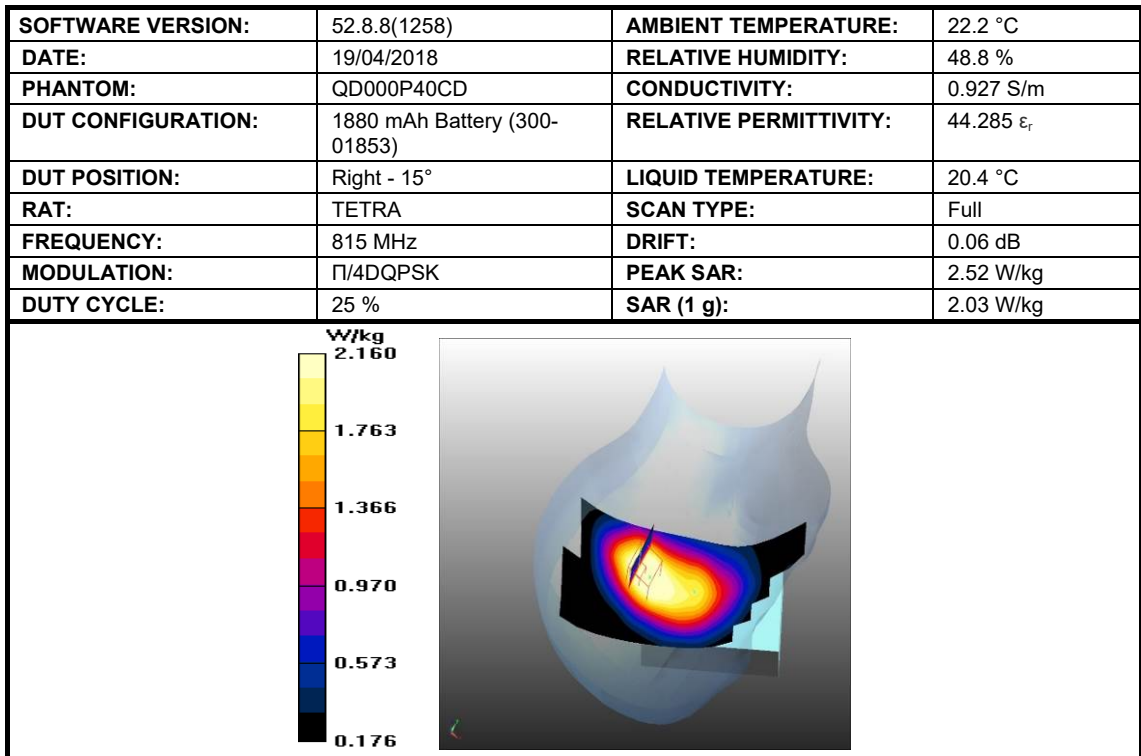 SOFTWARE VERSION: 52.8.8(1258) AMBIENT TEMPERATURE: 22.2 °C
DATE: 19/04/2018 RELATIVE HUMIDITY: 48.8 %
PHANTOM: QD000P40CD CONDUCTIVITY: 0.927 S/m
DUT CONFIGURATION: 1880 mAh Battery (300-
01853) RELATIVE PERMITTIVITY: 44.285 εr
DUT POSITION: Right - 15° LIQUID TEMPERATURE: 20.4 °C
RAT: TETRA SCAN TYPE: Full
FREQUENCY: 815 MHz DRIFT: 0.06 dB
MODULATION: Π/4DQPSK PEAK SAR: 2.52 W/kg
DUTY CYCLE: 25 % SAR (1 g): 2.03 W/kg
W/kg
2.160
1.763
1.366
0.970
0.573
0.176